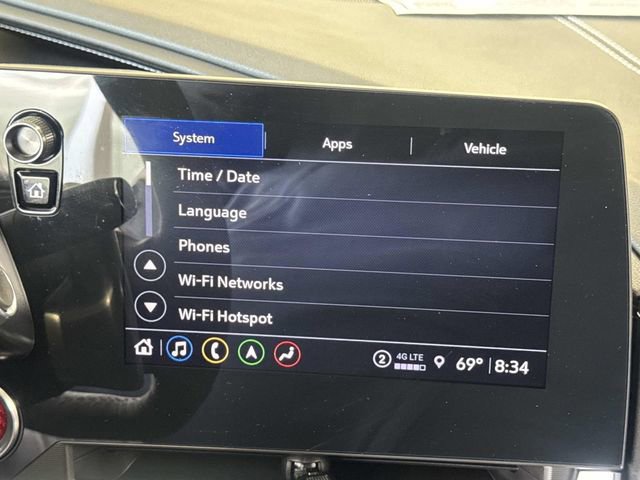 System Apps Vehicle
Time / Date
Language
Phones
Wi-Fi Networks
Wi-Fi Hotspot
2 4G LTE 69° 8:34